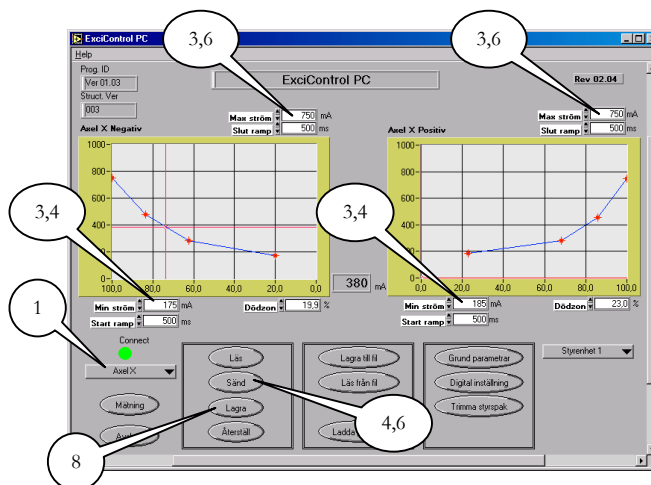 3,6
3,6
ExciControl PC
Help
Prog. ID
Ver 01.03
Struct. Ver
003
ExciControl PC
Rev 02.04
Max ström 750 mA
Slut ramp 500 ms
Max ström 750 mA
Slut ramp 500 ms
Axel X Negativ
Axel X Positiv
1000
800
600
400
200
0
100,0 80,0 60,0 40,0 20,0 0,0
1000
800
600
400
200
0
0,0 20,0 40,0 60,0 80,0 100,0
3,4
3,4
380 mA
Min ström 175 mA
Dödzon 19,9 %
Start ramp 500 ms
Min ström 185 mA
Dödzon 23,0 %
Start ramp 500 ms
1
Connect
Axel X
Läs
Sänd
Lagra
Återställ
Lagra till fil
Läs från fil
Ladda
Grund parametrar
Digital inställning
Trimma styrspak
Styrenhet 1
Mätning
4,6
8